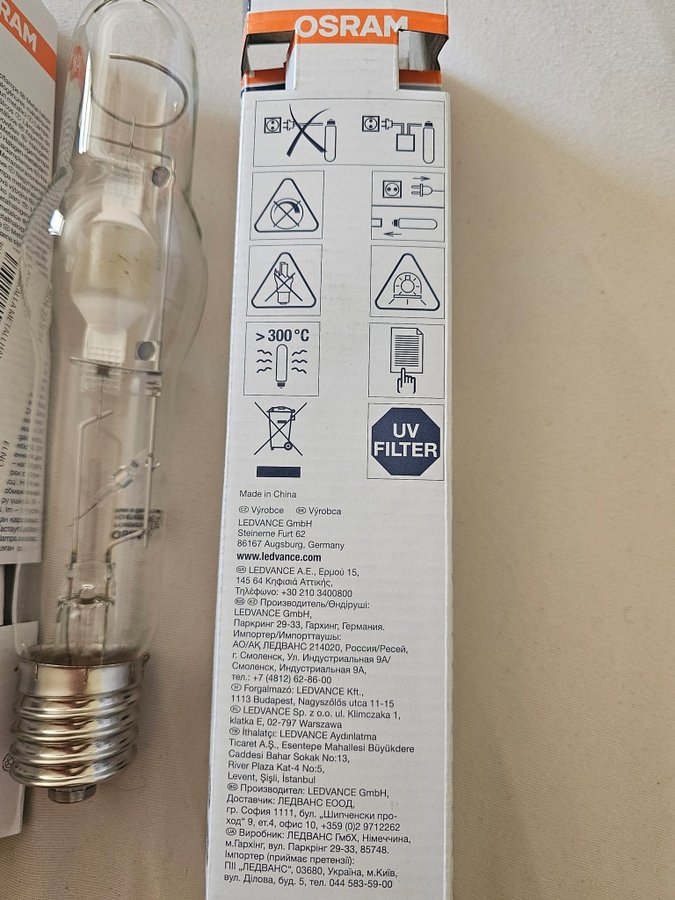 OSRAM
> 300 °C
UV
FILTER
Made in China
CZ Výrobce SK Výrobca
LEDVANCE GmbH
Steinerne Furt 62
86167 Augsburg, Germany
www.ledvance.com
GR LEDVANCE A.E., Ερμού 15,
145 64 Κηφισιά Αττικής,
Τηλέφωνο: +30 210 3400800
Производитель/Өндіруші:
LEDVANCE GmbH,
Паркринг 29-33, Гархинг, Германия.
Импортер/Импорттаушы:
АО/АҚ ЛЕДВАНС 214020, Россия/Ресей,
г. Смоленск, Ул. Индустриальная 9А/
Смоленск, Индустриальная 9А,
тел.: +7 (4812) 62-86-00
Forgalmazó: LEDVANCE Kft.,
1113 Budapest, Nagyszőlős utca 11-15
LEDVANCE Sp. z o.o. ul. Klimczaka 1,
klatka E, 02-797 Warszawa
İthalatçı: LEDVANCE Aydınlatma
Ticaret A.Ş., Esentepe Mahallesi Büyükdere
Caddesi Bahar Sokak No:13,
River Plaza Kat-4 No:5,
Levent, Şişli, İstanbul
Производител: LEDVANCE GmbH,
Доставчик: ЛЕДВАНС ЕООД,
гр. София 1111, бул. „Шипченски про-
ход" 9, ет.4, офис 10, +359 (0)2 9712262
Виробник: ЛЕДВАНС ГмбХ, Німеччина,
м.Гархінг, вул. Паркрінг 29-33, 85748.
Імпортер (приймає претензії):
ПІІ „ЛЕДВАНС", 03680, Україна, м.Київ,
вул. Ділова, буд. 5, тел. 044 583-59-00